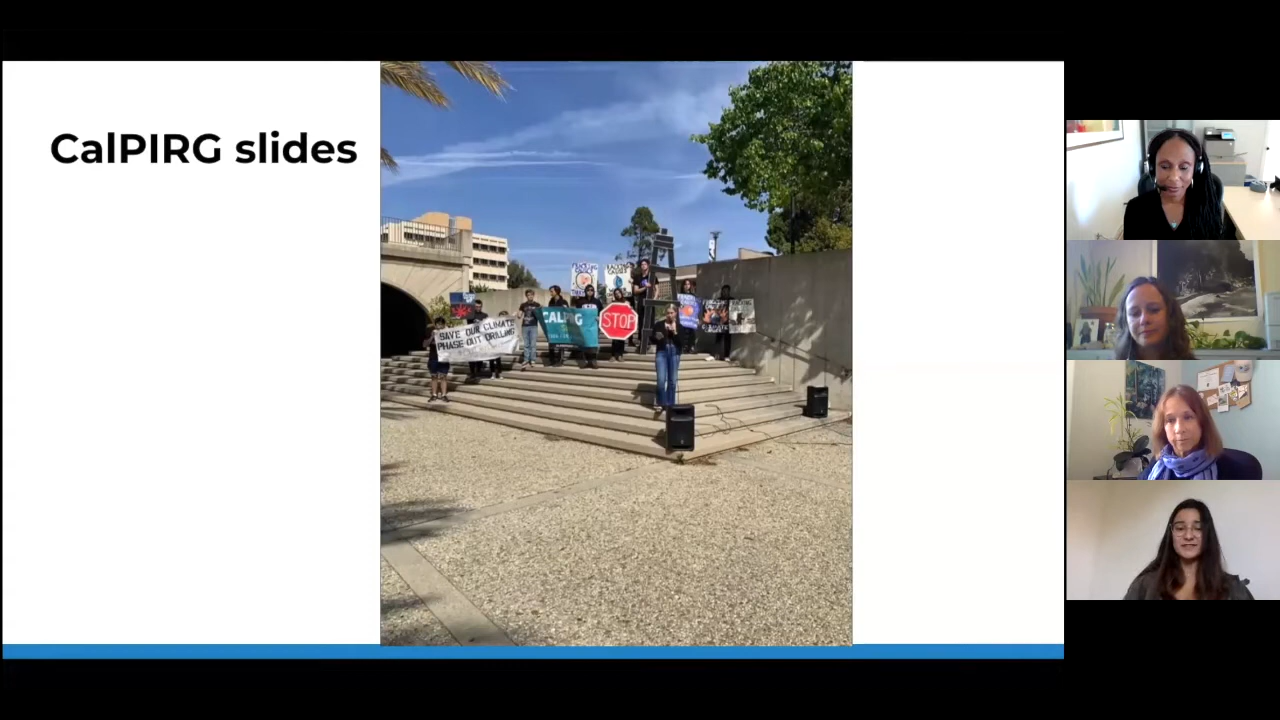 CalPIRG slides
SAVE OUR CLIMATE
PHASE OUT DRILLING
CALPIRG
STOP